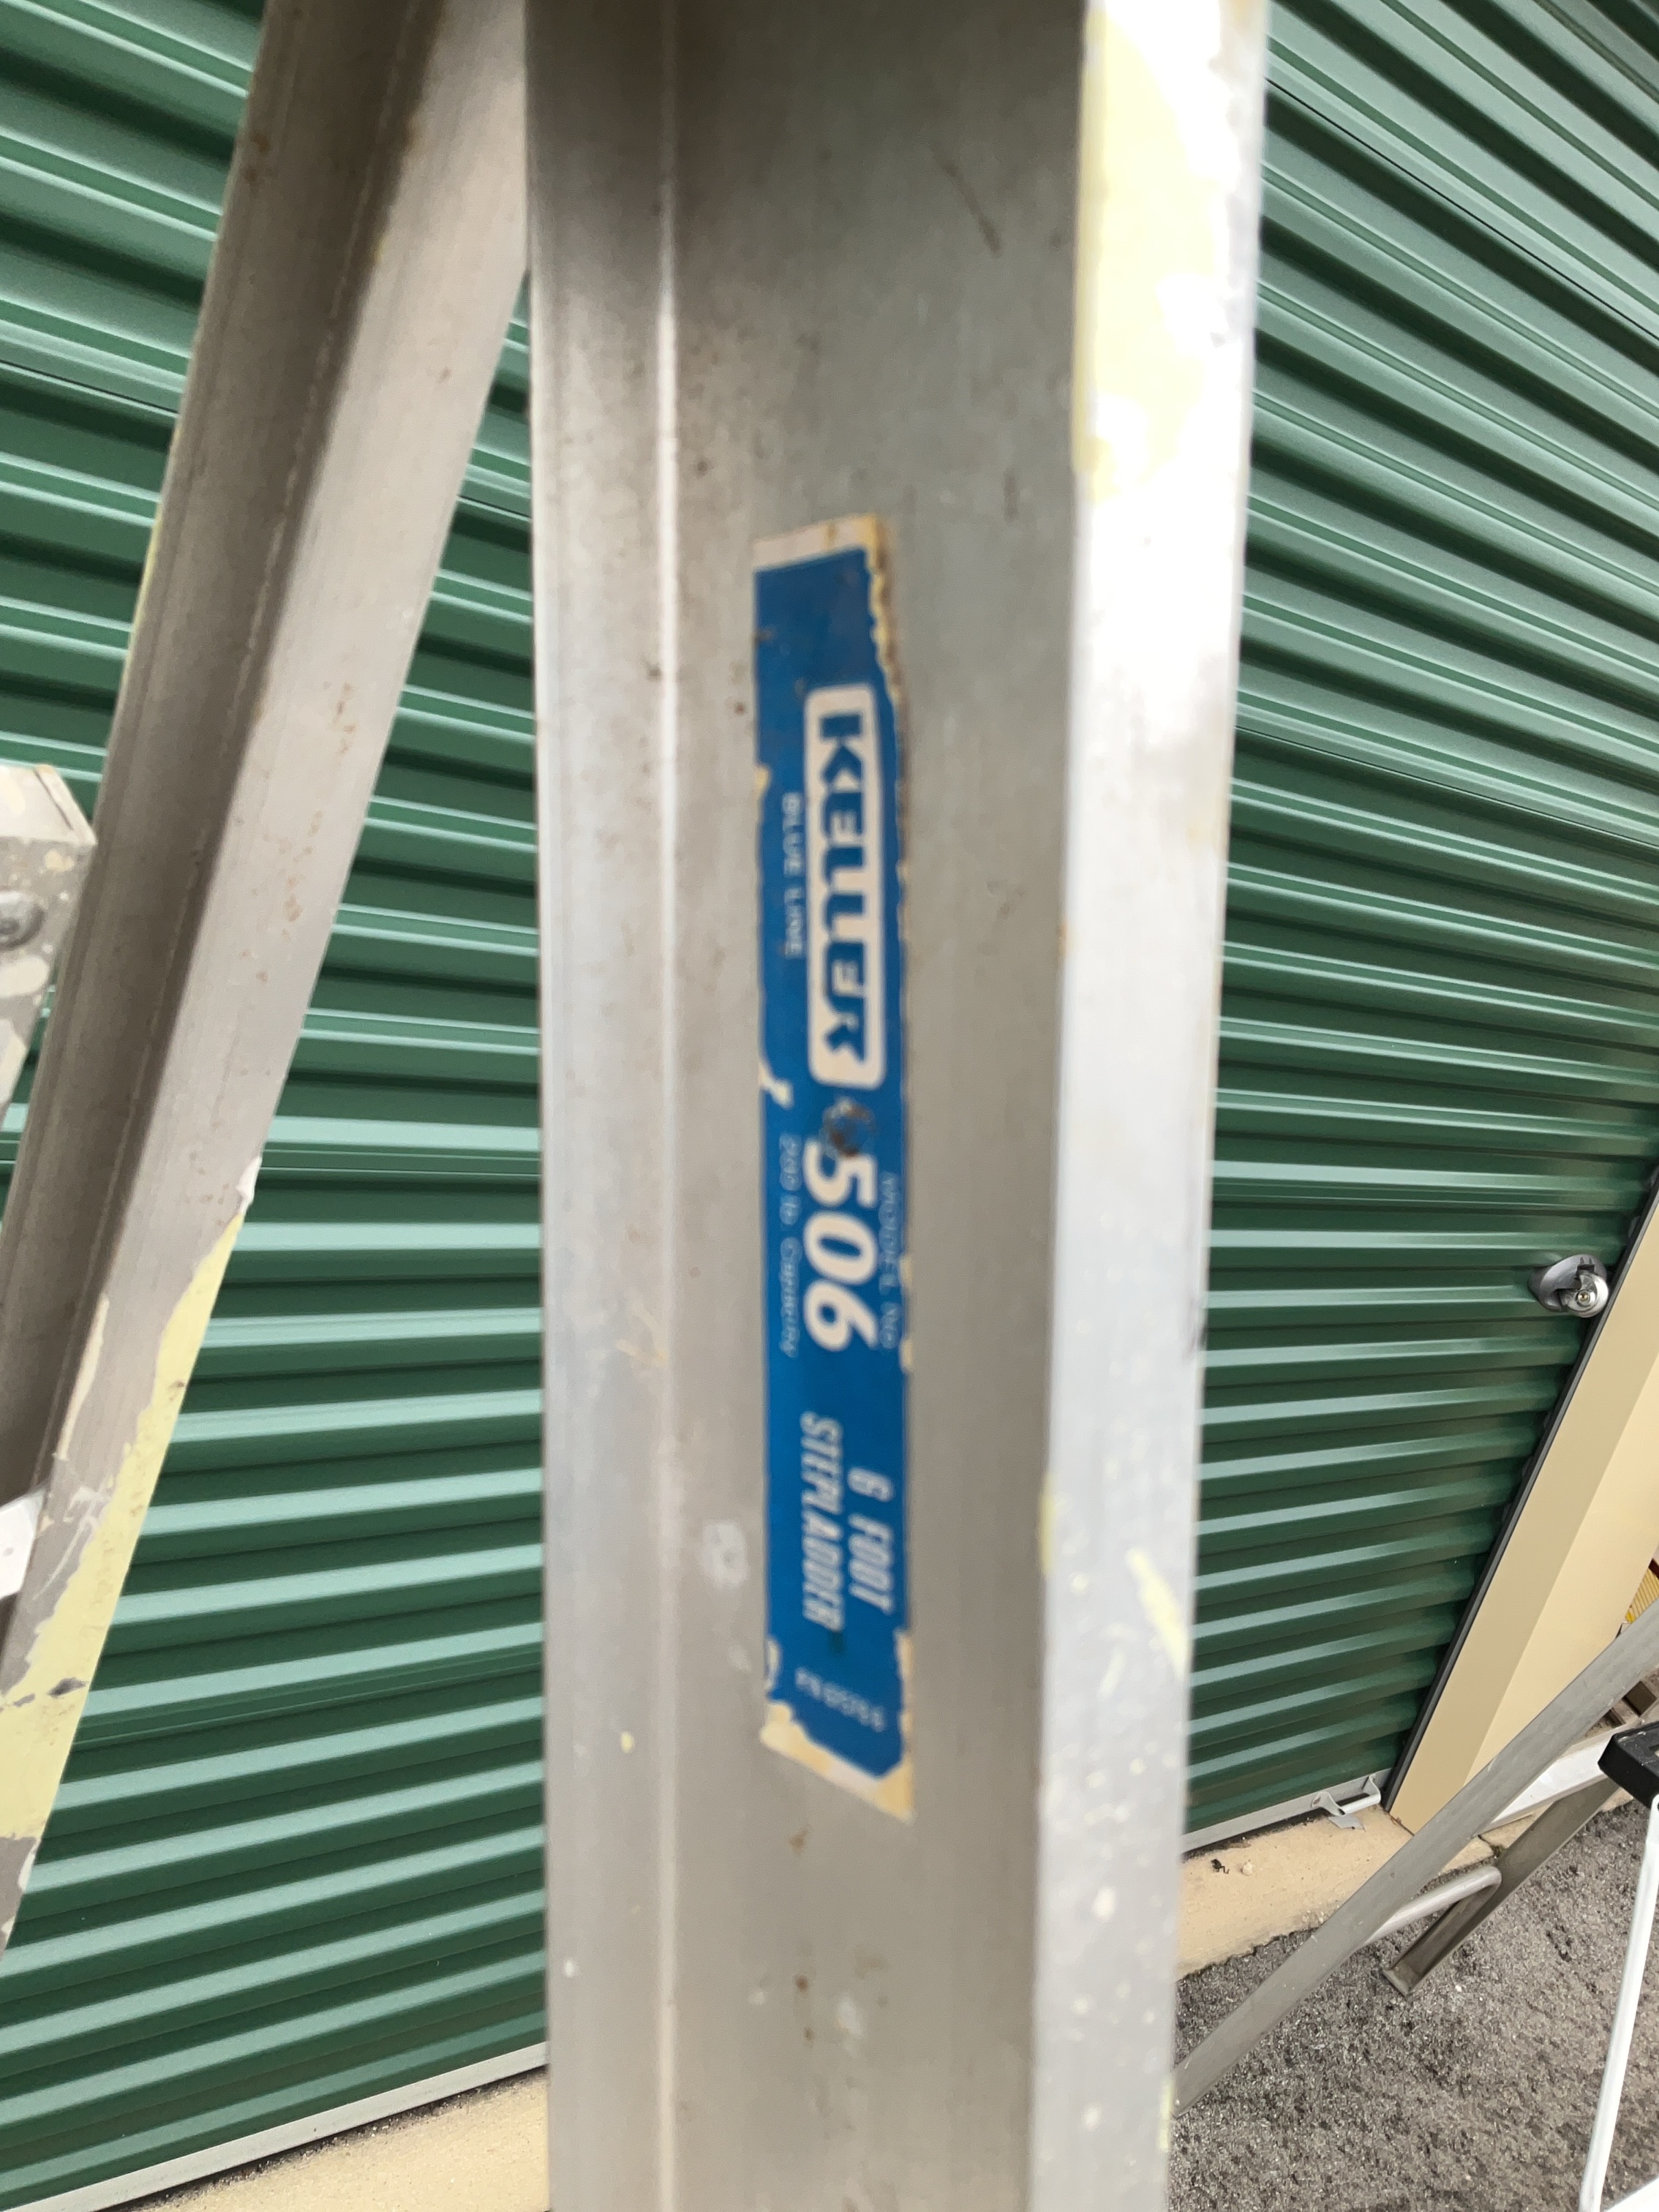 KELLER
BLUE LINE
MODEL No.
506
200 lb Capacity
6 FOOT
STEPLADDER